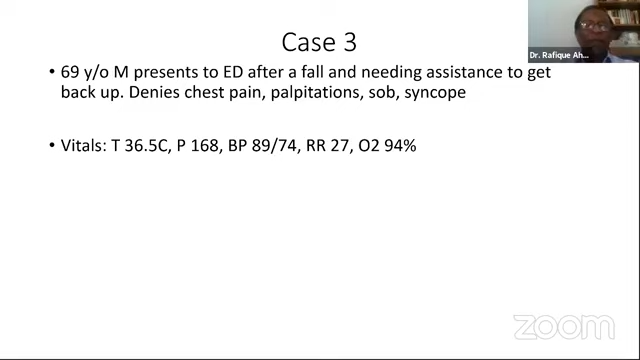 Case 3
Dr. Rafique Ah...
• 69 y/o M presents to ED after a fall and needing assistance to get
back up. Denies chest pain, palpitations, sob, syncope
• Vitals: T 36.5C, P 168, BP 89/74, RR 27, O2 94%
zoom